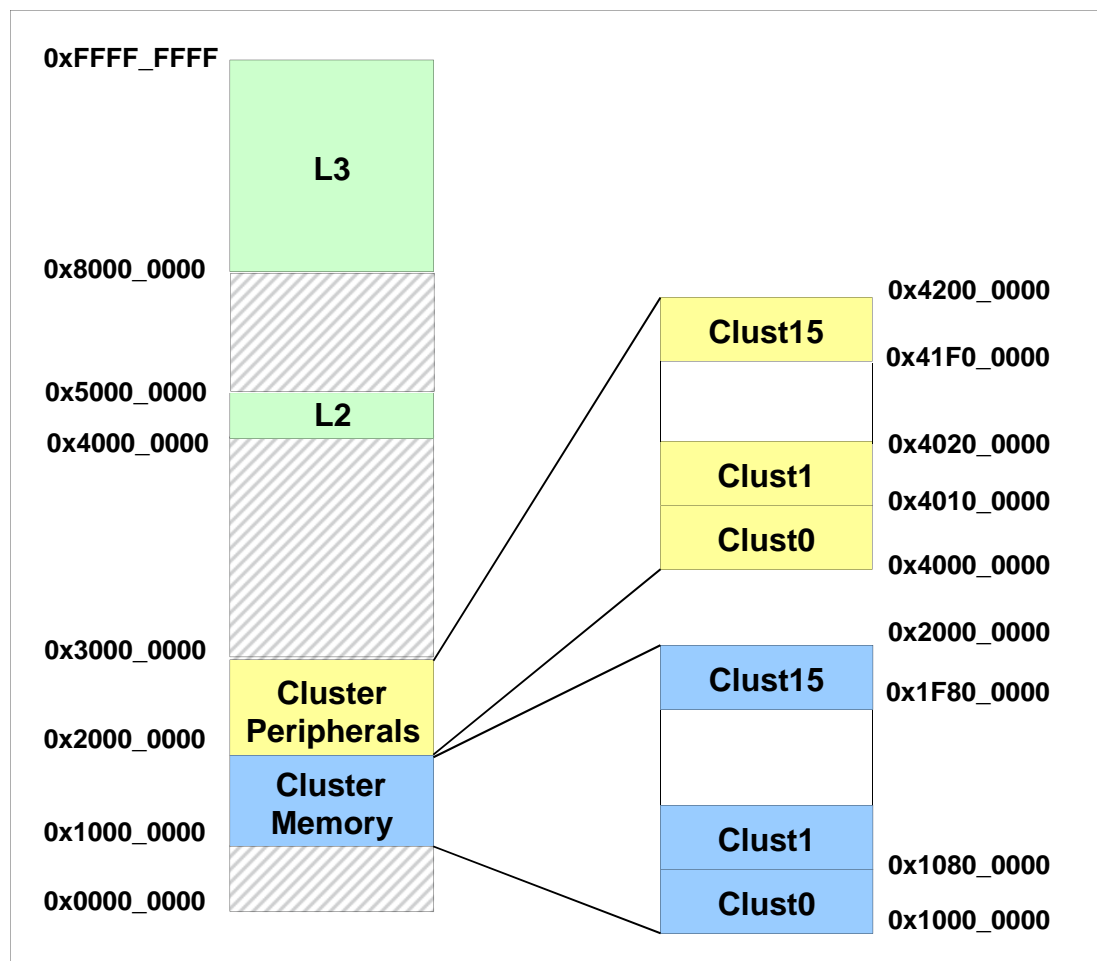 0xFFFF_FFFF
L3
0x8000_0000
0x5000_0000
L2
0x4000_0000
0x3000_0000
Cluster
Peripherals
0x2000_0000
Cluster
Memory
0x1000_0000
0x0000_0000
0x4200_0000
Clust15
0x41F0_0000
0x4020_0000
Clust1
0x4010_0000
Clust0
0x4000_0000
0x2000_0000
Clust15
0x1F80_0000
Clust1
0x1080_0000
Clust0
0x1000_0000